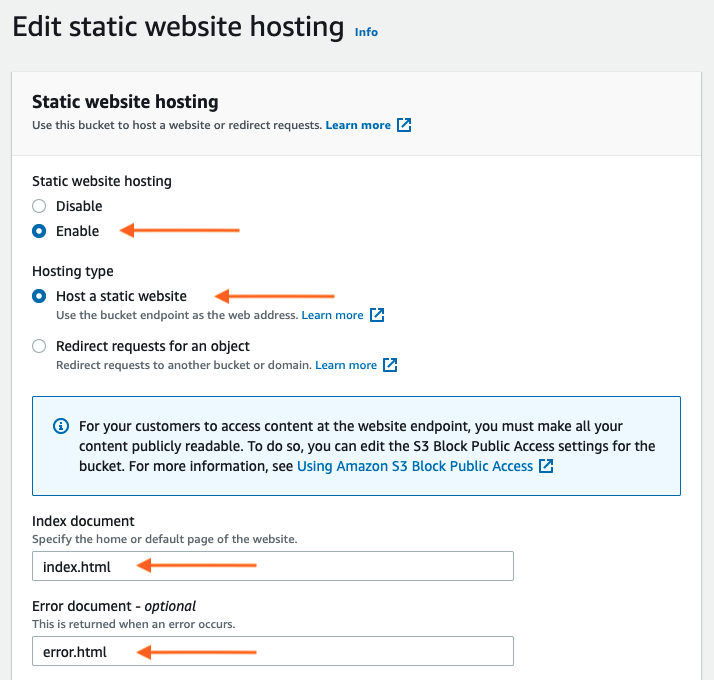 Edit static website hosting Info
Static website hosting
Use this bucket to host a website or redirect requests. Learn more
Static website hosting
Disable
Enable
Hosting type
Host a static website
Use the bucket endpoint as the web address. Learn more
Redirect requests for an object
Redirect requests to another bucket or domain. Learn more
For your customers to access content at the website endpoint, you must make all your
content publicly readable. To do so, you can edit the S3 Block Public Access settings for the
bucket. For more information, see Using Amazon S3 Block Public Access
Index document
Specify the home or default page of the website.
index.html
Error document - optional
This is returned when an error occurs.
error.html